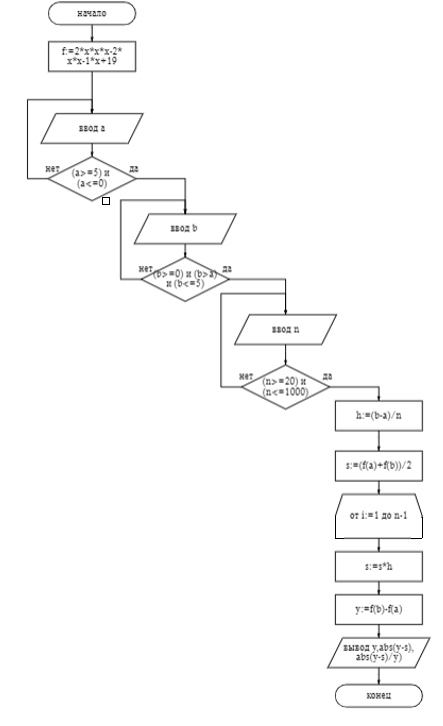 начало
f:=2*x*x*x-2*
x*x-1*x+19
ввод a
нет
(a>=5) и
(a<=0)
да
ввод b
нет
(b>=0) и (b>a)
и (b<=5)
да
ввод n
нет
(n>=20) и
(n<=1000)
да
h:=(b-a)/n
s:=(f(a)+f(b))/2
от i:=1 до n-1
s:=s*h
y:=f(b)-f(a)
вывод y,abs(y-s),
abs(y-s)/y)
конец